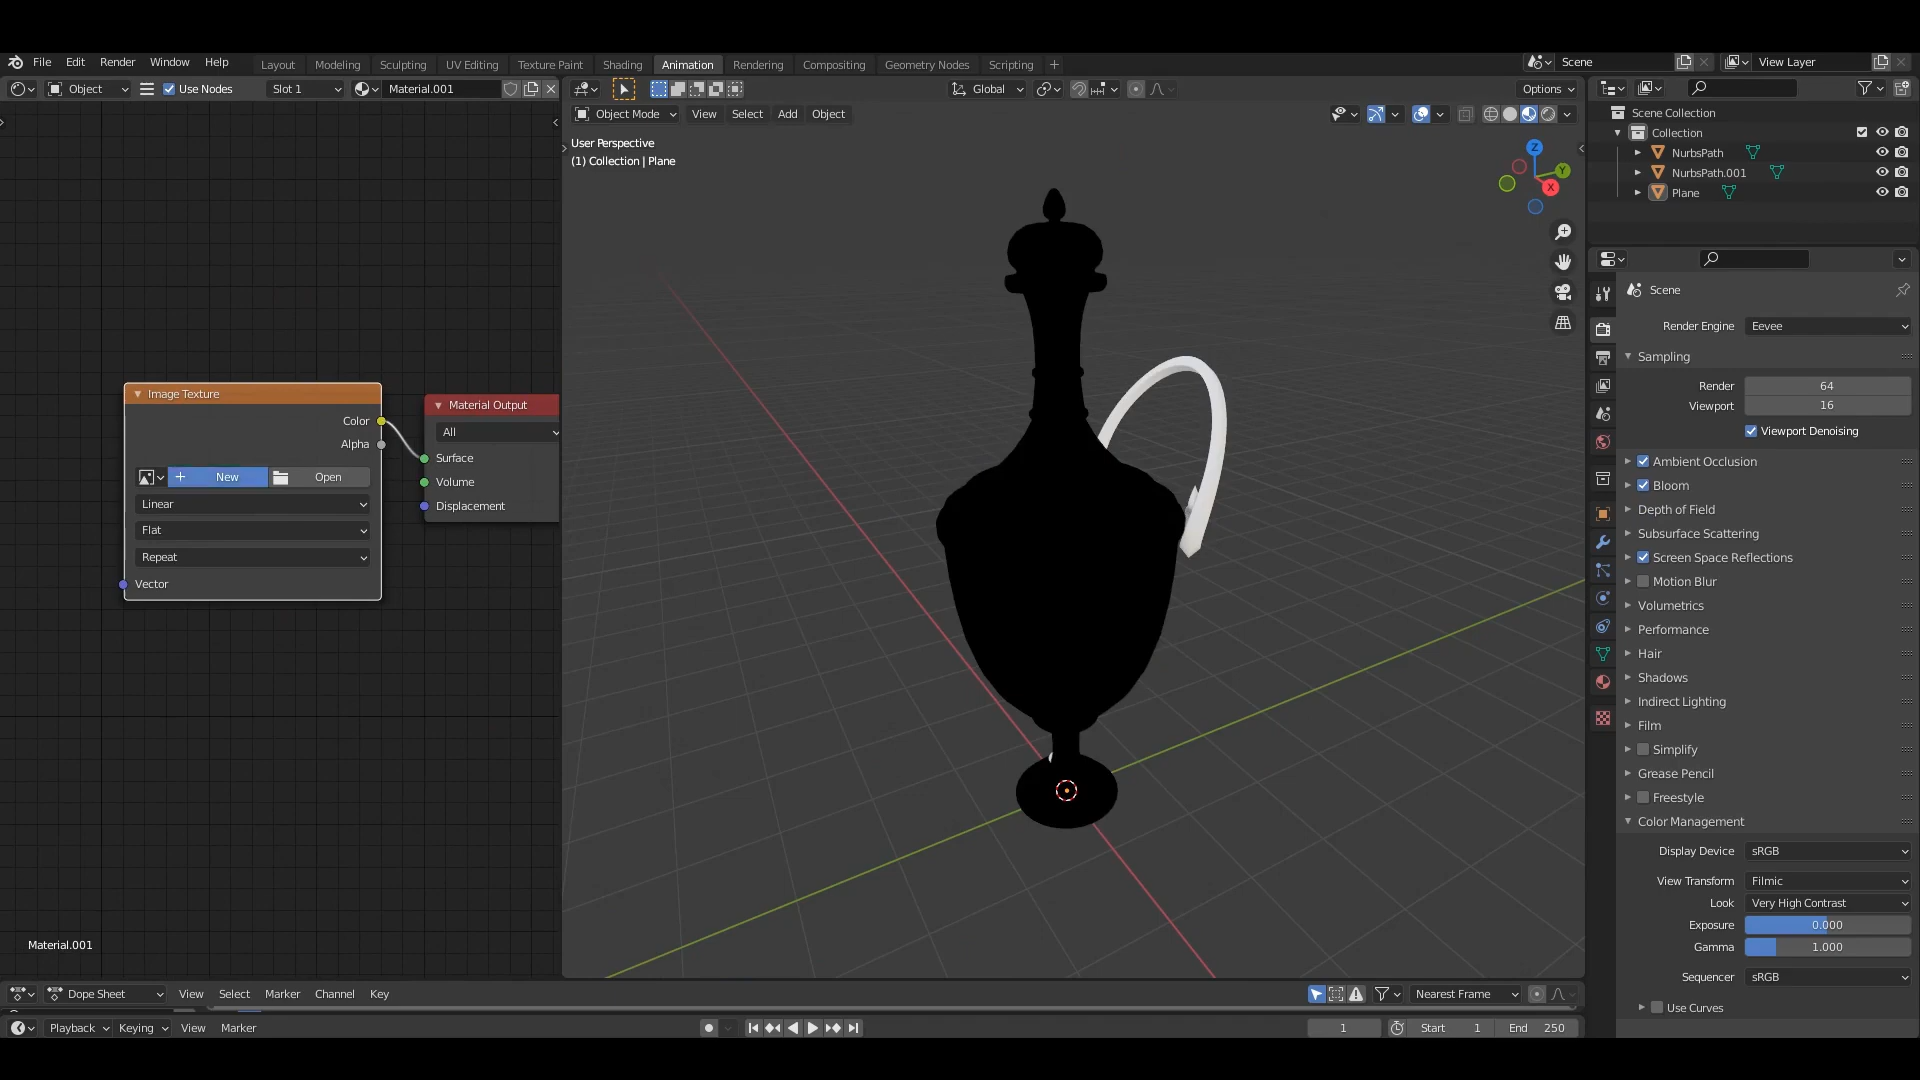 File Edit Render Window Help
Layout Modeling Sculpting UV Editing Texture Paint Shading Animation Rendering Compositing Geometry Nodes Scripting +
Scene
View Layer
Object Use Nodes Slot 1 Material.001
Global
Options
Object Mode View Select Add Object
User Perspective
(1) Collection | Plane
Z
Y
X
Image Texture
Color
Alpha
New Open
Linear
Flat
Repeat
Vector
Material Output
All
Surface
Volume
Displacement
Material.001
Scene Collection
Collection
NurbsPath
NurbsPath.001
Plane
Scene
Render Engine Eevee
Sampling
Render 64
Viewport 16
Viewport Denoising
Ambient Occlusion
Bloom
Depth of Field
Subsurface Scattering
Screen Space Reflections
Motion Blur
Volumetrics
Performance
Hair
Shadows
Indirect Lighting
Film
Simplify
Grease Pencil
Freestyle
Color Management
Display Device sRGB
View Transform Filmic
Look Very High Contrast
Exposure 0.000
Gamma 1.000
Sequencer sRGB
Use Curves
Dope Sheet View Select Marker Channel Key
Nearest Frame
Playback Keying View Marker
1
Start 1 End 250